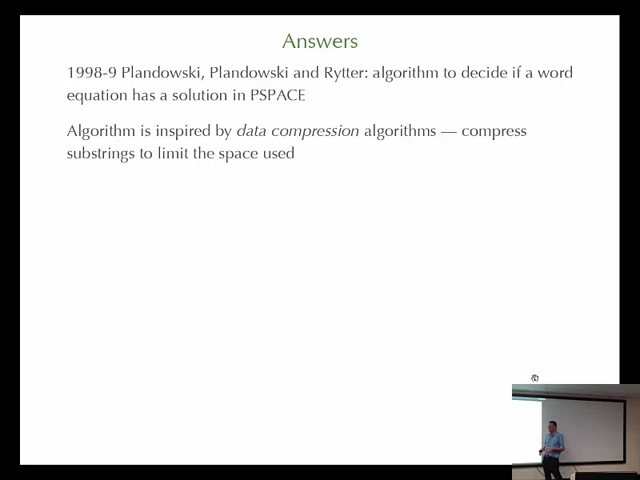 Answers
1998-9 Plandowski, Plandowski and Rytter: algorithm to decide if a word
equation has a solution in PSPACE
Algorithm is inspired by data compression algorithms — compress
substrings to limit the space used